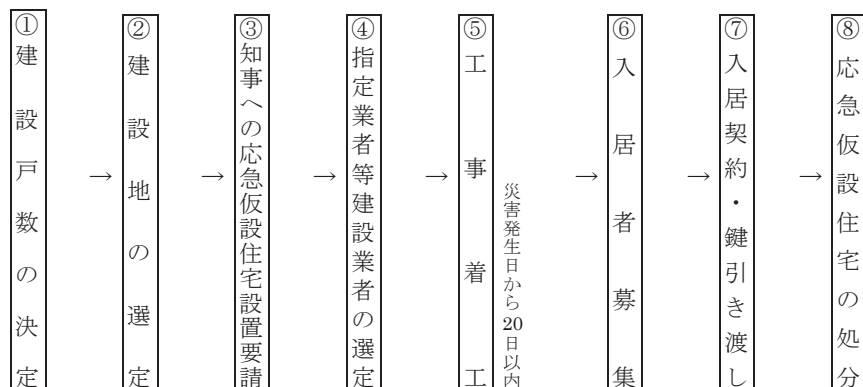 ①建設戸数の決定
→
②建設地の選定
→
③知事への応急仮設住宅設置要請
→
④指定業者等建設業者の選定
→
⑤工事着工
災害発生日から20日以内
→
⑥入居者募集
→
⑦入居契約・鍵引き渡し
→
⑧応急仮設住宅の処分